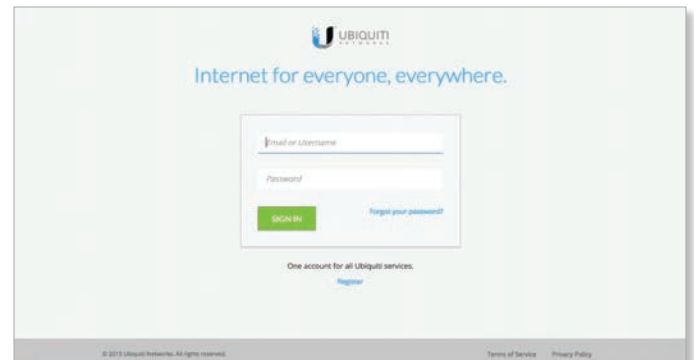 UBIQUITI
NETWORKS
Internet for everyone, everywhere.
Email or Username
Password
SIGN IN
Forgot your password?
One account for all Ubiquiti services.
Register
© 2015 Ubiquiti Networks. All rights reserved.
Terms of Service Privacy Policy